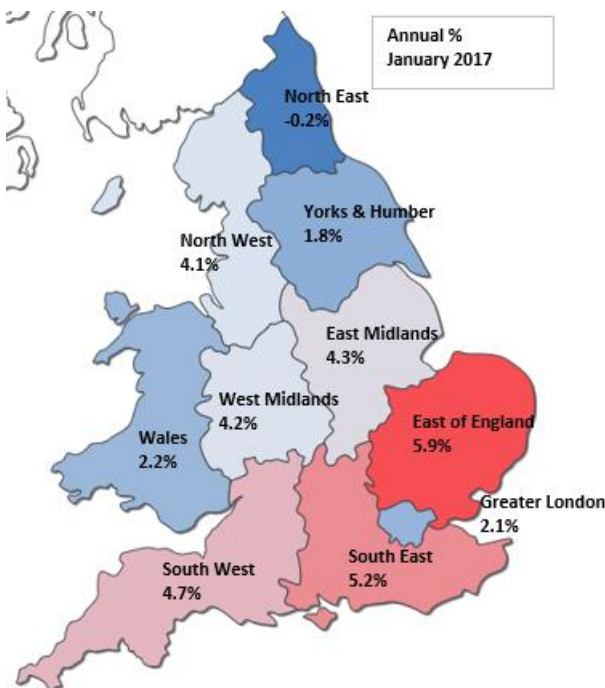 Annual %
January 2017
North East
-0.2%
Yorks & Humber
1.8%
North West
4.1%
East Midlands
4.3%
West Midlands
4.2%
East of England
5.9%
Wales
2.2%
Greater London
2.1%
South West
4.7%
South East
5.2%